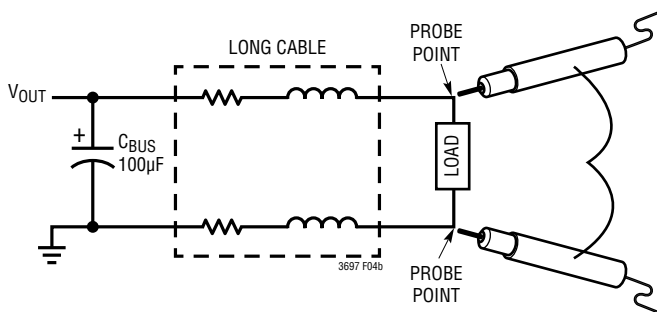 PROBE
POINT
LONG CABLE
VOUT
+
CBUS
100µF
LOAD
3697 F04b
PROBE
POINT